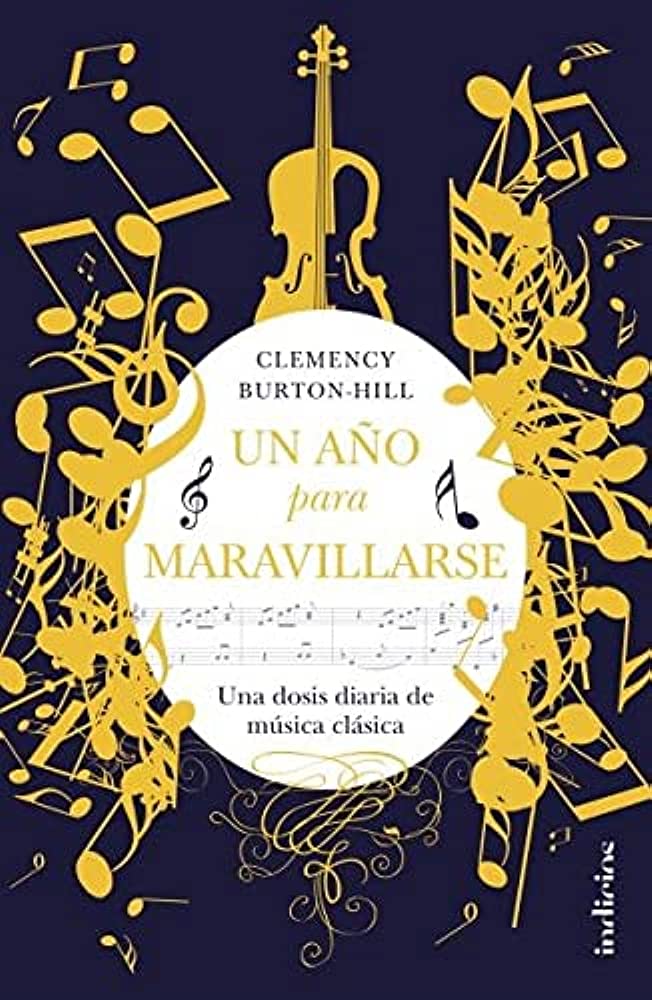 CLEMENCY
BURTON-HILL
UN AÑO
para
MARAVILLARSE
Una dosis diaria de
música clásica
indicios